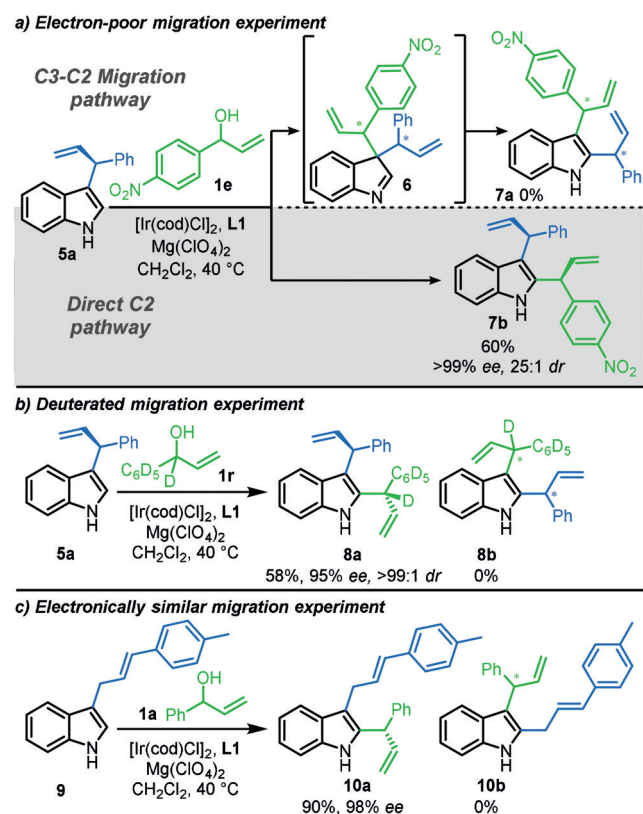 a) Electron-poor migration experiment
C3-C2 Migration
pathway
OH
NO2
1e
5a
N
H
Ph
[Ir(cod)Cl]2, L1
Mg(ClO4)2
CH2Cl2, 40 °C
NO2
Ph
*
*
N
6
O2N
*
*
N
H
Ph
7a 0%
Direct C2
pathway
Ph
N
H
7b
NO2
60%
>99% ee, 25:1 dr
b) Deuterated migration experiment
Ph
N
H
5a
OH
C6D5
D
1r
[Ir(cod)Cl]2, L1
Mg(ClO4)2
CH2Cl2, 40 °C
Ph
C6D5
D
N
H
8a
58%, 95% ee, >99:1 dr
D
C6D5
*
*
N
H
Ph
8b
0%
c) Electronically similar migration experiment
N
H
9
OH
1a
Ph
[Ir(cod)Cl]2, L1
Mg(ClO4)2
CH2Cl2, 40 °C
Ph
N
H
10a
90%, 98% ee
Ph
*
N
H
10b
0%